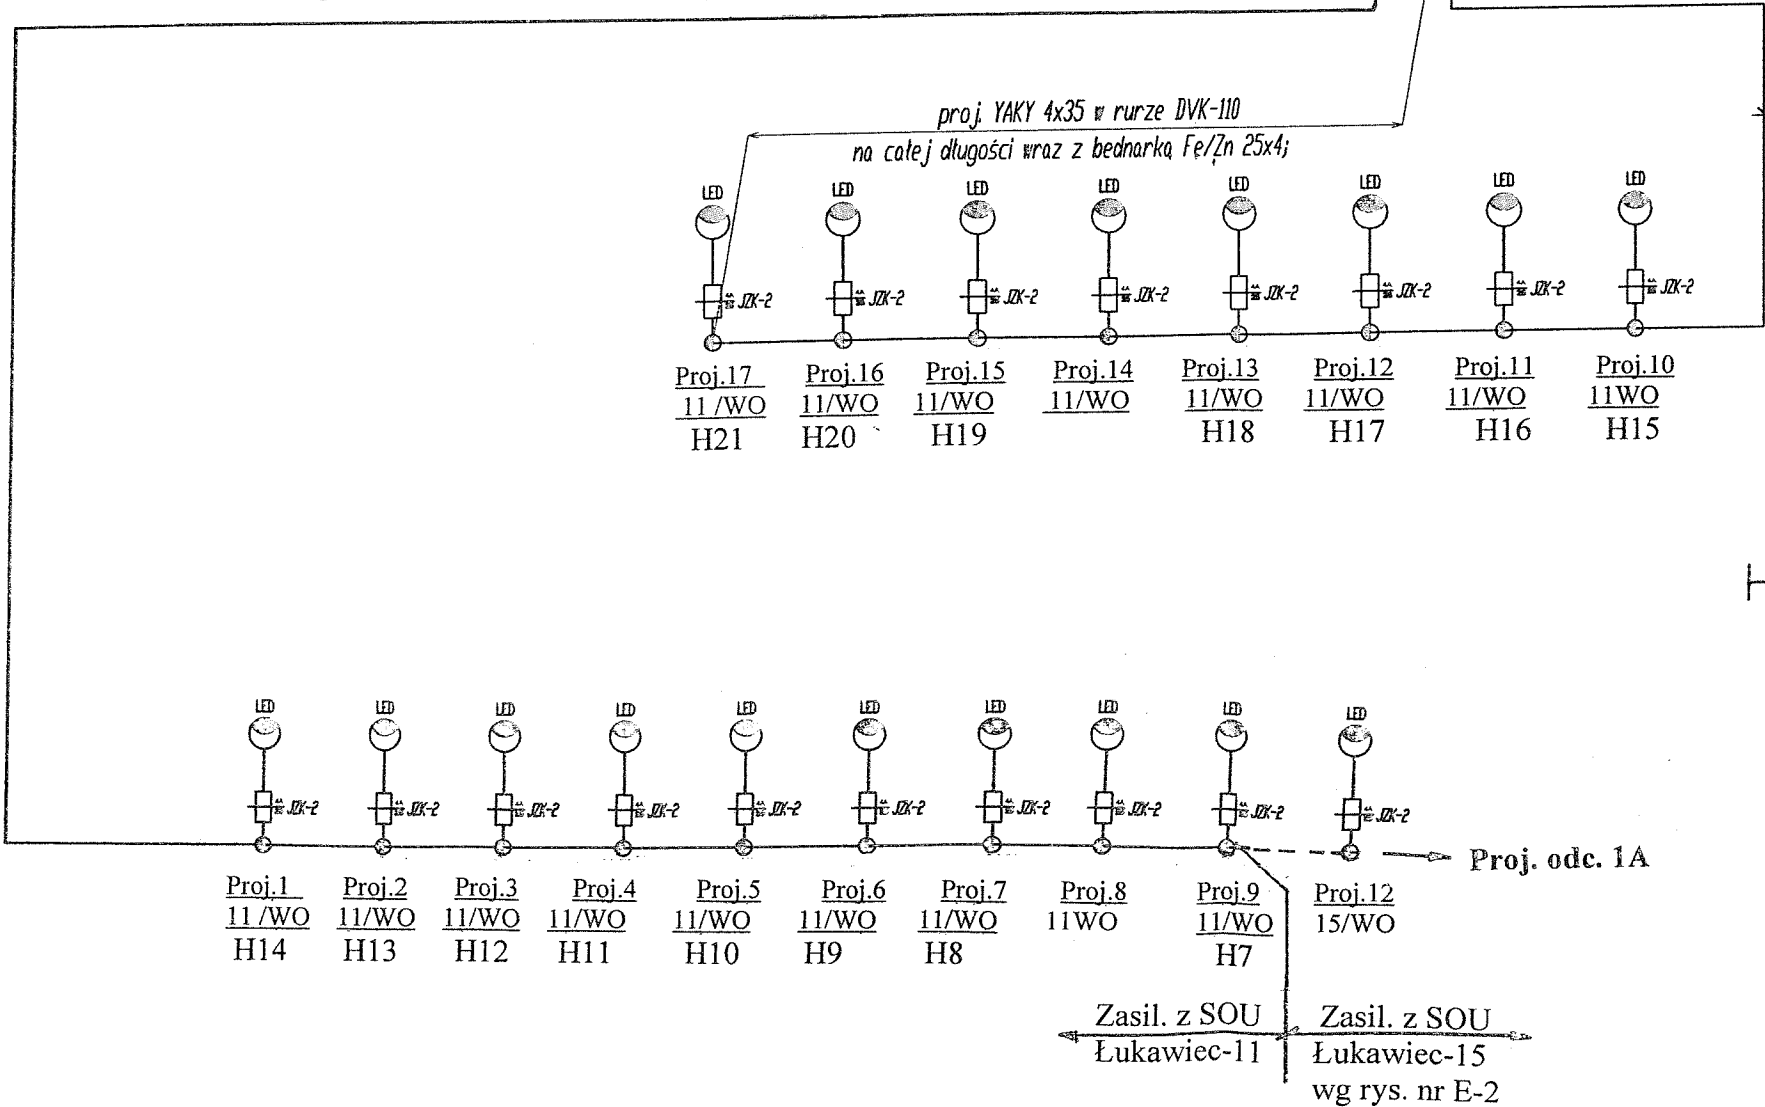 proj. YAKY 4x35 w rurze DVK-110
na całej długości wraz z bednarką Fe/Zn 25x4;
LED LED LED LED LED LED LED LED
JZK-2 JZK-2 JZK-2 JZK-2 JZK-2 JZK-2 JZK-2 JZK-2
Proj.17 Proj.16 Proj.15 Proj.14 Proj.13 Proj.12 Proj.11 Proj.10
11 /WO 11/WO 11/WO 11/WO 11/WO 11/WO 11/WO 11WO
H21 H20 H19 H18 H17 H16 H15
LED LED LED LED LED LED LED LED LED LED
JZK-2 JZK-2 JZK-2 JZK-2 JZK-2 JZK-2 JZK-2 JZK-2 JZK-2 JZK-2
Proj. odc. 1A
Proj.1 Proj.2 Proj.3 Proj.4 Proj.5 Proj.6 Proj.7 Proj.8 Proj.9 Proj.12
11 /WO 11/WO 11/WO 11/WO 11/WO 11/WO 11/WO 11WO 11/WO 15/WO
H14 H13 H12 H11 H10 H9 H8 H7
Zasil. z SOU Zasil. z SOU
Łukawiec-11 Łukawiec-15
wg rys. nr E-2